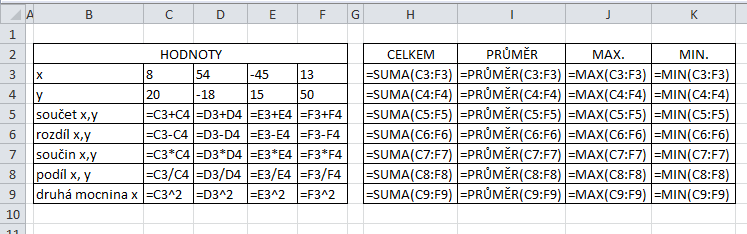 A B C D E F G H I J K
1
2 HODNOTY CELKEM PRŮMĚR MAX. MIN.
3 x 8 54 -45 13 =SUMA(C3:F3) =PRŮMĚR(C3:F3) =MAX(C3:F3) =MIN(C3:F3)
4 y 20 -18 15 50 =SUMA(C4:F4) =PRŮMĚR(C4:F4) =MAX(C4:F4) =MIN(C4:F4)
5 součet x,y =C3+C4 =D3+D4 =E3+E4 =F3+F4 =SUMA(C5:F5) =PRŮMĚR(C5:F5) =MAX(C5:F5) =MIN(C5:F5)
6 rozdíl x,y =C3-C4 =D3-D4 =E3-E4 =F3-F4 =SUMA(C6:F6) =PRŮMĚR(C6:F6) =MAX(C6:F6) =MIN(C6:F6)
7 součin x,y =C3*C4 =D3*D4 =E3*E4 =F3*F4 =SUMA(C7:F7) =PRŮMĚR(C7:F7) =MAX(C7:F7) =MIN(C7:F7)
8 podíl x, y =C3/C4 =D3/D4 =E3/E4 =F3/F4 =SUMA(C8:F8) =PRŮMĚR(C8:F8) =MAX(C8:F8) =MIN(C8:F8)
9 druhá mocnina x =C3^2 =D3^2 =E3^2 =F3^2 =SUMA(C9:F9) =PRŮMĚR(C9:F9) =MAX(C9:F9) =MIN(C9:F9)
10
11